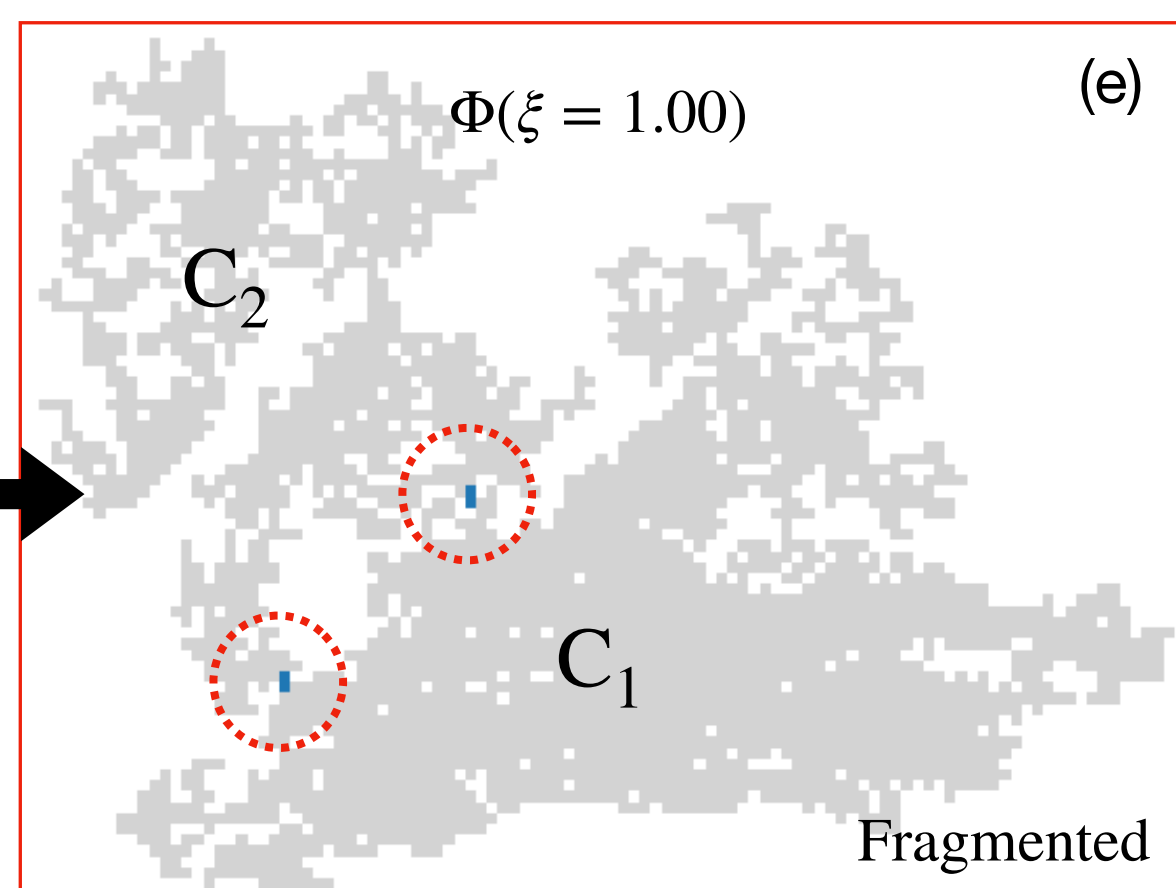 (e)
Φ(ξ = 1.00)
C₂
C₁
Fragmented